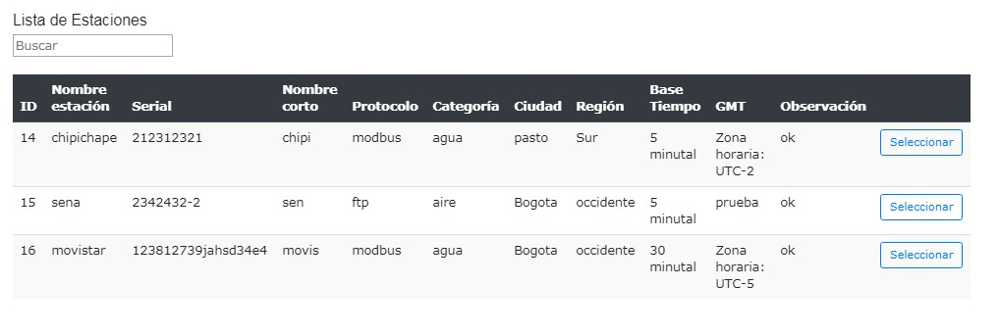 Lista de Estaciones
Buscar
ID Nombre estación Serial Nombre corto Protocolo Categoría Ciudad Región Base Tiempo GMT Observación
14 chipichape 212312321 chipi modbus agua pasto Sur 5 minutal Zona horaria: UTC-2 ok Seleccionar
15 sena 2342432-2 sen ftp aire Bogota occidente 5 minutal prueba ok Seleccionar
16 movistar 123812739jahsd34e4 movis modbus agua Bogota occidente 30 minutal Zona horaria: UTC-5 ok Seleccionar